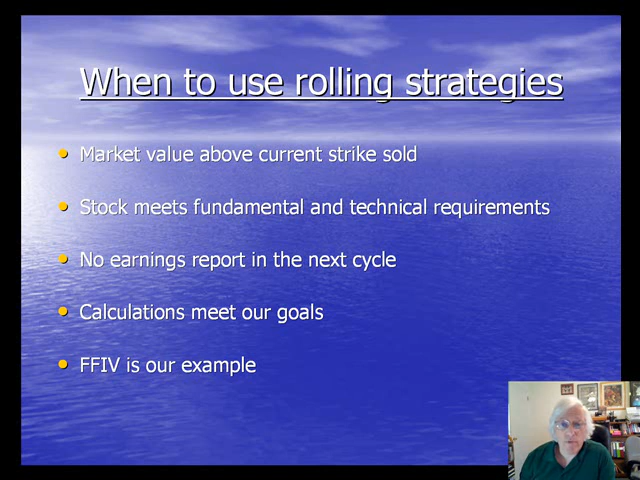 When to use rolling strategies
Market value above current strike sold
Stock meets fundamental and technical requirements
No earnings report in the next cycle
Calculations meet our goals
FFIV is our example